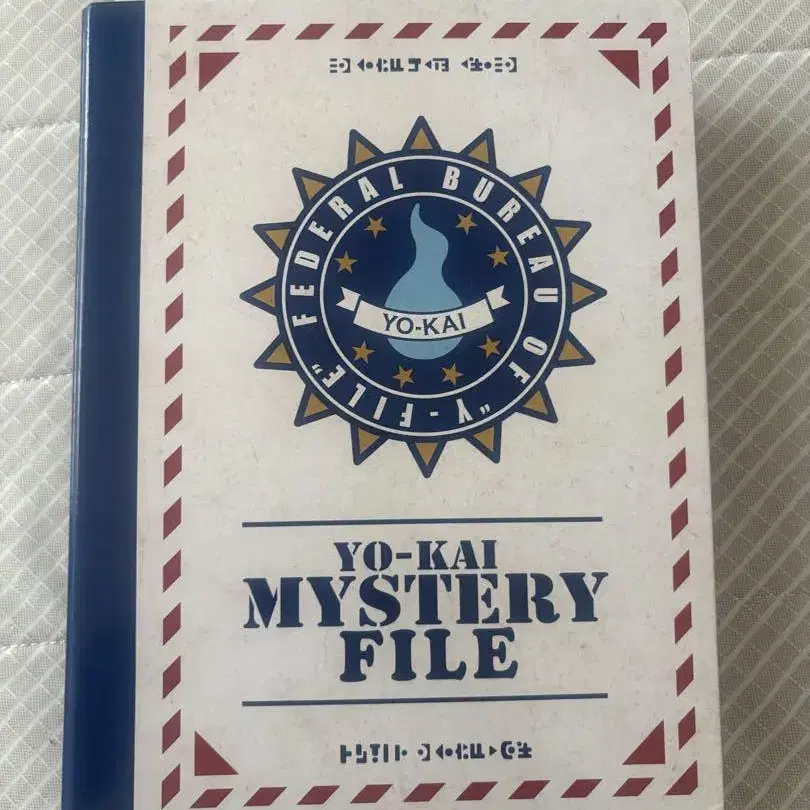 FEDERAL BUREAU OF "Y-FILE"
YO-KAI
YO-KAI
MYSTERY
FILE